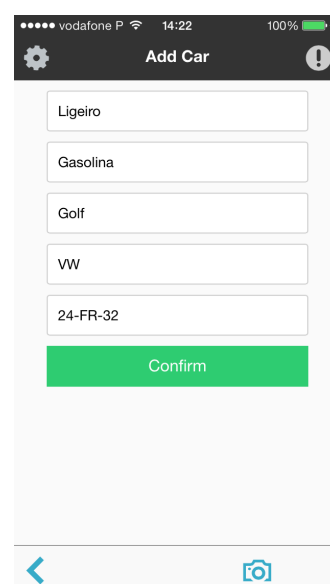 vodafone P 14:22 100%
Add Car
Ligeiro
Gasolina
Golf
VW
24-FR-32
Confirm